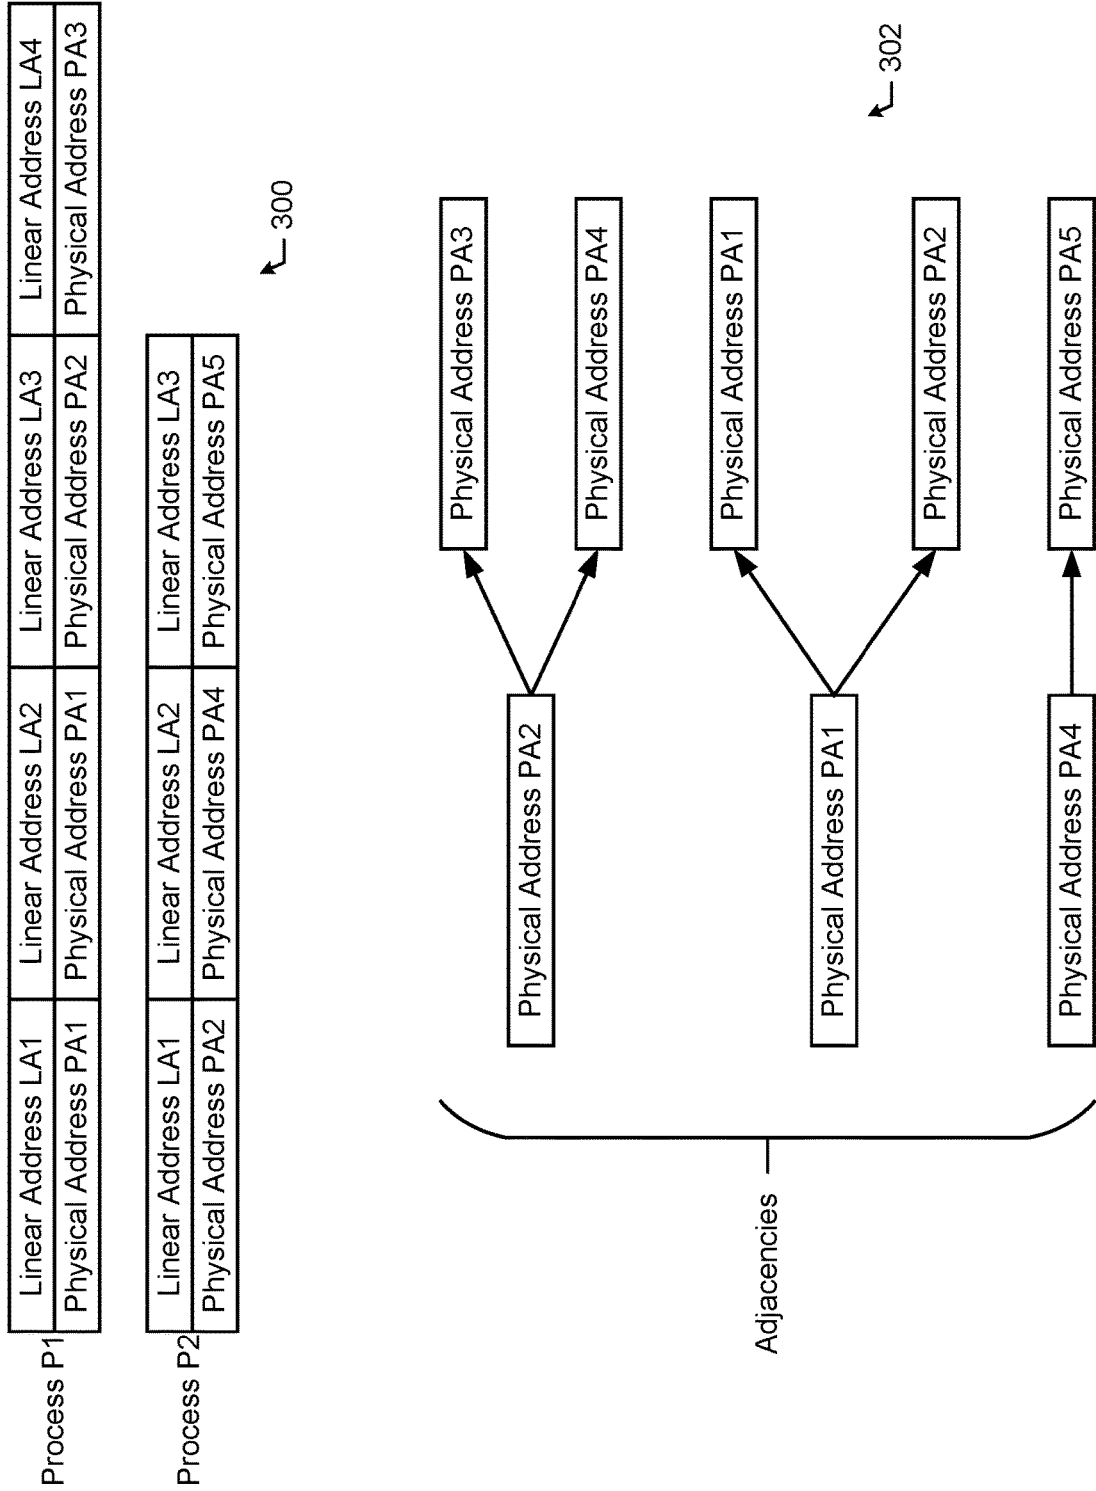 Process P1
Linear Address LA1
Linear Address LA2
Linear Address LA3
Linear Address LA4
Physical Address PA1
Physical Address PA1
Physical Address PA2
Physical Address PA3
Process P2
Linear Address LA1
Linear Address LA2
Linear Address LA3
Physical Address PA2
Physical Address PA4
Physical Address PA5
300
Adjacencies
Physical Address PA2
Physical Address PA3
Physical Address PA4
Physical Address PA1
Physical Address PA1
Physical Address PA2
Physical Address PA4
Physical Address PA5
302